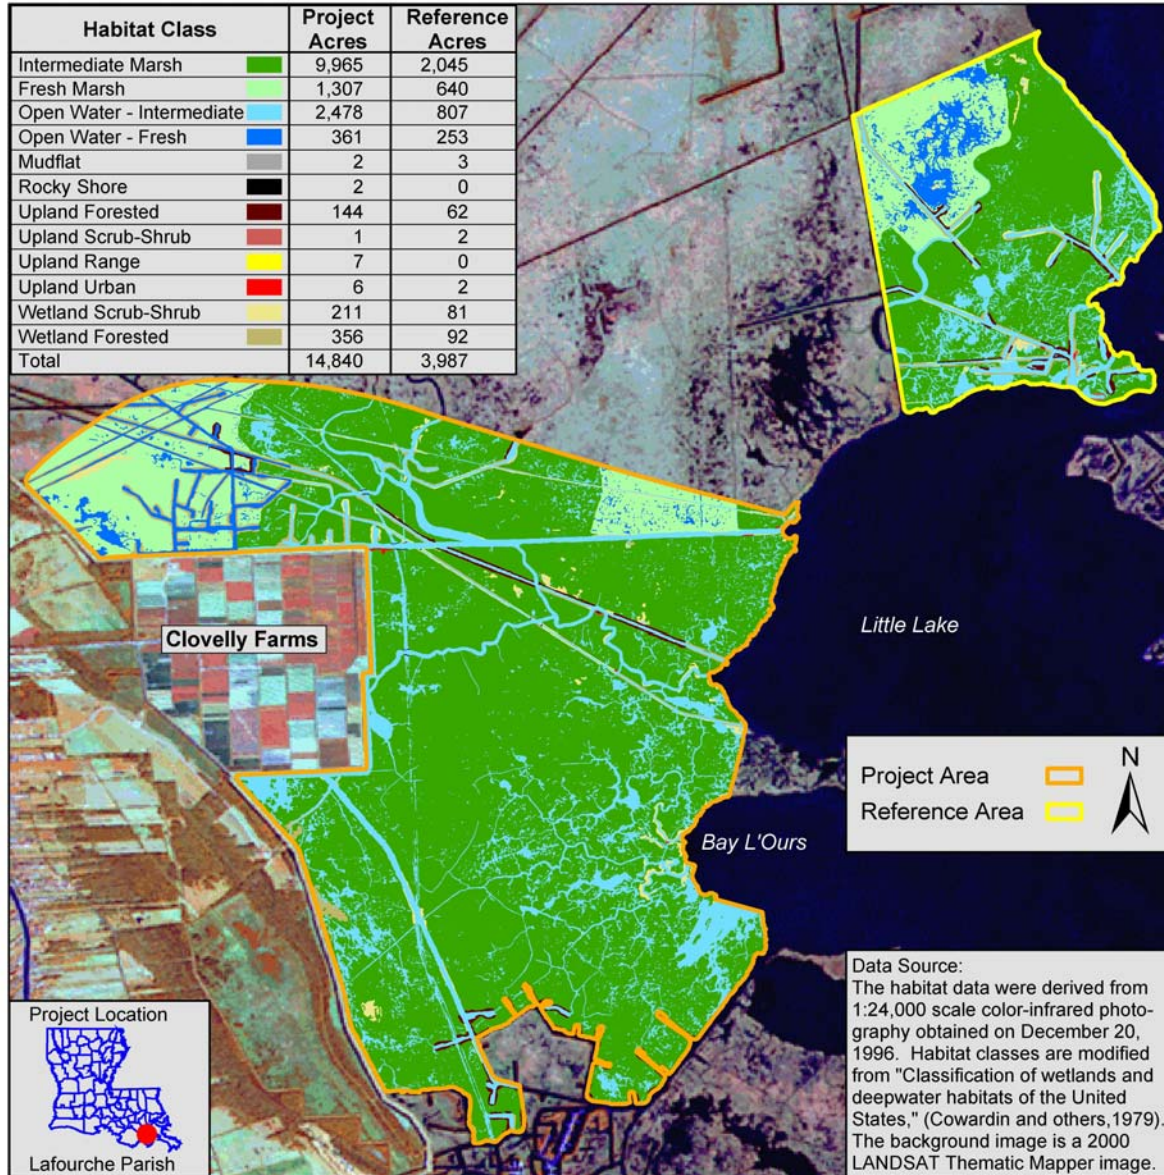 Habitat Class Project Acres Reference Acres
Intermediate Marsh 9,965 2,045
Fresh Marsh 1,307 640
Open Water - Intermediate 2,478 807
Open Water - Fresh 361 253
Mudflat 2 3
Rocky Shore 2 0
Upland Forested 144 62
Upland Scrub-Shrub 1 2
Upland Range 7 0
Upland Urban 6 2
Wetland Scrub-Shrub 211 81
Wetland Forested 356 92
Total 14,840 3,987
Clovelly Farms
Little Lake
Bay L'Ours
Project Area
Reference Area
N
Data Source:
The habitat data were derived from
1:24,000 scale color-infrared photo-
graphy obtained on December 20,
1996. Habitat classes are modified
from "Classification of wetlands and
deepwater habitats of the United
States," (Cowardin and others,1979).
The background image is a 2000
LANDSAT Thematic Mapper image.
Project Location
Lafourche Parish